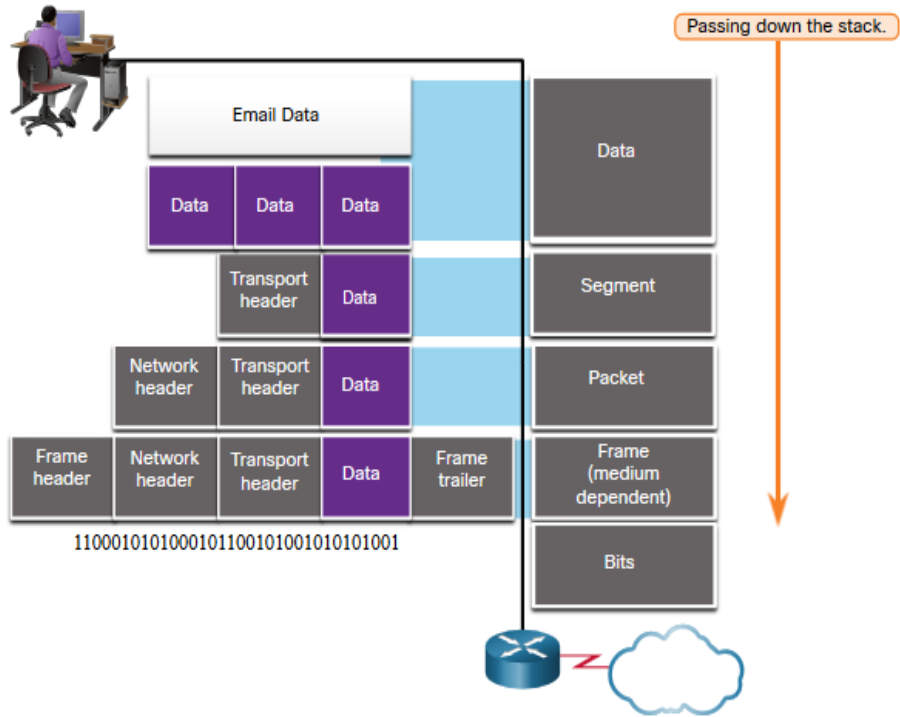 Passing down the stack.
Email Data
Data
Data
Data
Data
Transport
header
Data
Segment
Network
header
Transport
header
Data
Packet
Frame
header
Network
header
Transport
header
Data
Frame
trailer
Frame
(medium
dependent)
1100010101000101100101001010101001
Bits